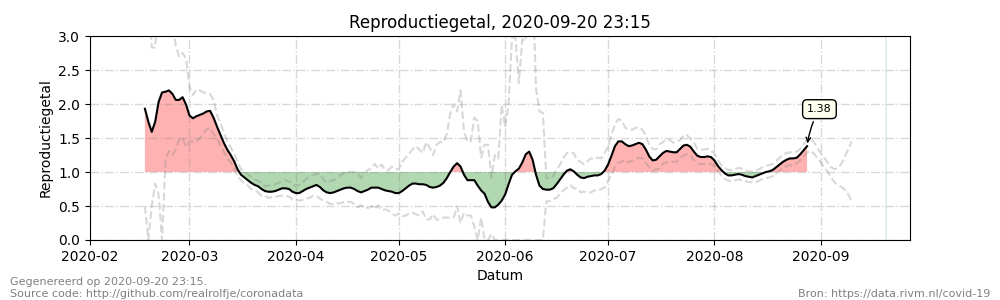 Reproductiegetal, 2020-09-20 23:15
3.0
2.5
2.0
1.5
1.0
0.5
0.0
Reproductiegetal
1.38
2020-02 2020-03 2020-04 2020-05 2020-06 2020-07 2020-08 2020-09
Datum
Gegenereerd op 2020-09-20 23:15.
Source code: http://github.com/realrolfje/coronadata
Bron: https://data.rivm.nl/covid-19